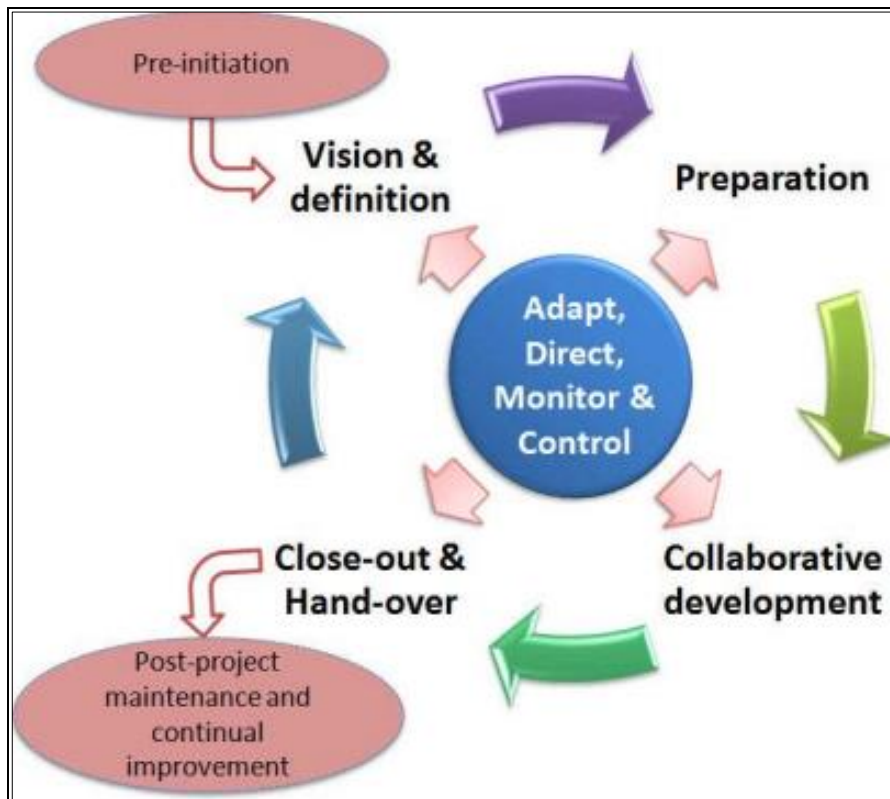 Pre-initiation
Vision &
definition
Preparation
Adapt,
Direct,
Monitor &
Control
Close-out &
Hand-over
Collaborative
development
Post-project
maintenance and
continual
improvement